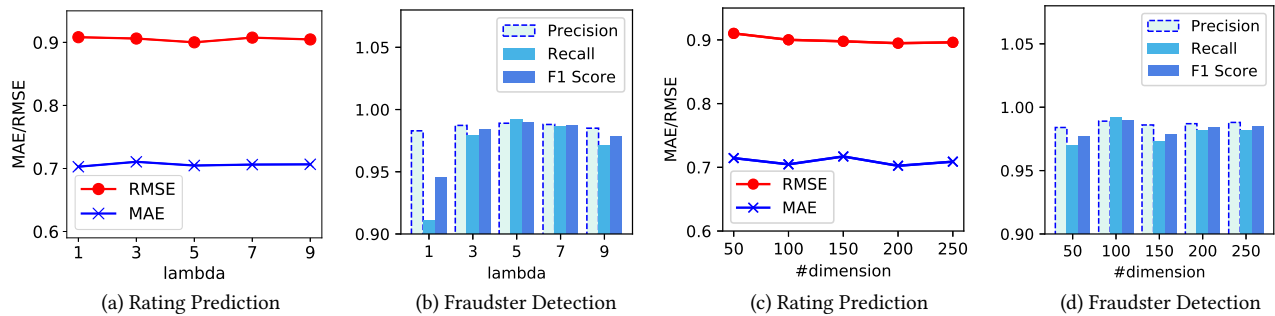 MAE/RMSE
0.9
0.8
0.7
0.6
RMSE
MAE
1 3 5 7 9
lambda
(a) Rating Prediction
1.05
1.00
0.95
0.90
Precision
Recall
F1 Score
1 3 5 7 9
lambda
(b) Fraudster Detection
MAE/RMSE
0.9
0.8
0.7
0.6
RMSE
MAE
50 100 150 200 250
#dimension
(c) Rating Prediction
1.05
1.00
0.95
0.90
Precision
Recall
F1 Score
50 100 150 200 250
#dimension
(d) Fraudster Detection